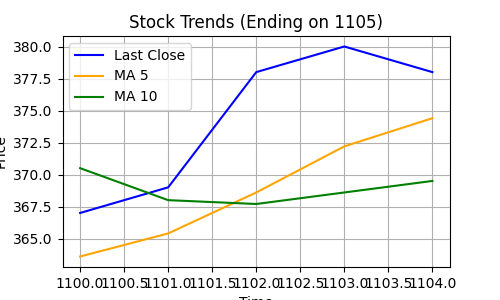 Stock Trends (Ending on 1105)
Last Close
MA 5
MA 10
380.0
377.5
375.0
372.5
370.0
367.5
365.0
Price
1100.0 1100.5 1101.0 1101.5 1102.0 1102.5 1103.0 1103.5 1104.0
Time